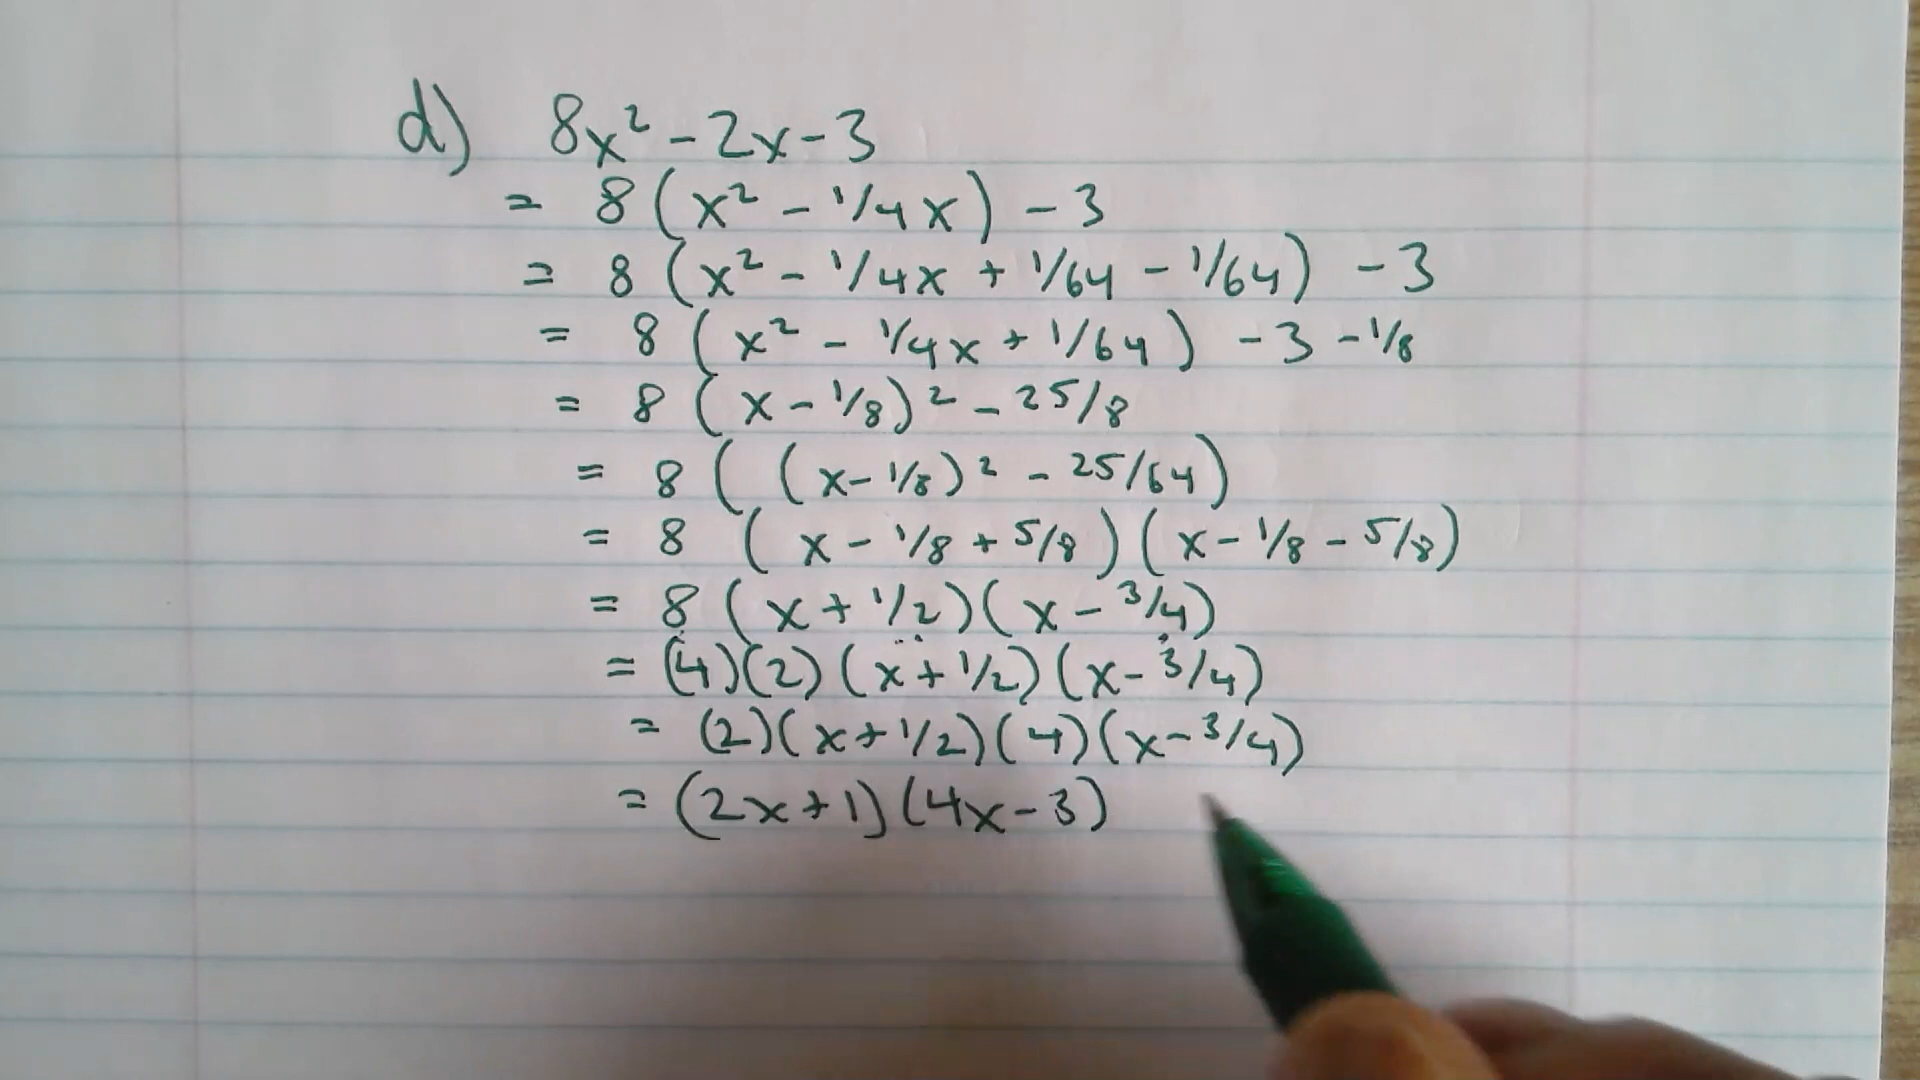 d) 8x² - 2x - 3
= 8 (x² - 1/4 x) - 3
= 8 (x² - 1/4x + 1/64 - 1/64) - 3
= 8 (x² - 1/4x + 1/64) - 3 - 1/8
= 8 (x - 1/8)² - 25/8
= 8 ( (x - 1/8)² - 25/64)
= 8 (x - 1/8 + 5/8)(x - 1/8 - 5/8)
= 8 (x + 1/2)(x - 3/4)
= (4)(2)(x + 1/2)(x - 3/4)
= (2)(x + 1/2)(4)(x - 3/4)
= (2x + 1)(4x - 3)